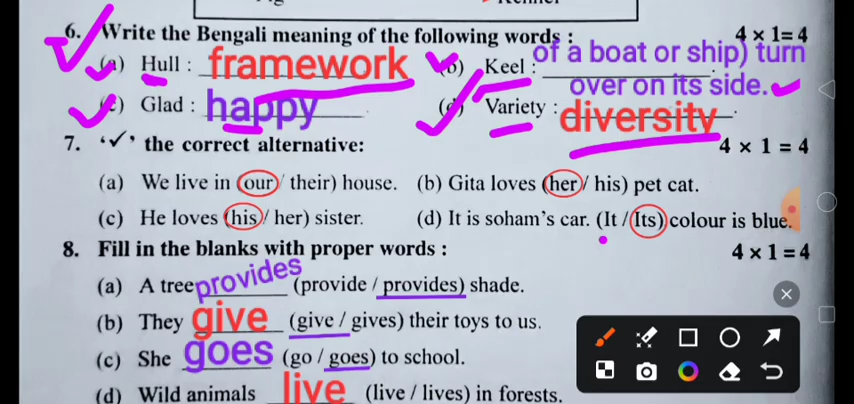 6. Write the Bengali meaning of the following words : 4 × 1= 4
(a) Hull : framework (b) Keel : of a boat or ship) turn over on its side.
(c) Glad : happy (d) Variety : diversity
7. ‘✓’ the correct alternative: 4 × 1 = 4
(a) We live in (our/ their) house. (b) Gita loves (her/ his) pet cat.
(c) He loves (his/ her) sister. (d) It is soham’s car. (It / Its) colour is blue.
8. Fill in the blanks with proper words : 4 × 1 = 4
(a) A tree provides (provide / provides) shade.
(b) They give (give / gives) their toys to us.
(c) She goes (go / goes) to school.
(d) Wild animals live (live / lives) in forests.